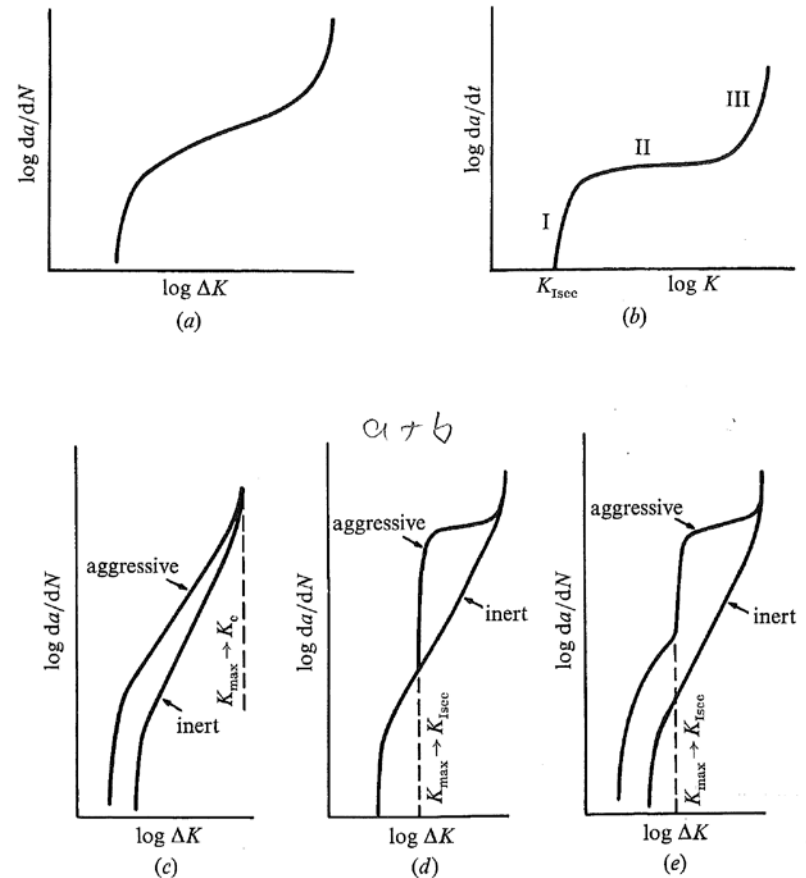 log da/dN
log ΔK
(a)
log da/dt
I
II
III
K_Iscc
log K
(b)
a + b
log da/dN
aggressive
inert
K_max → K_c
log ΔK
(c)
log da/dN
aggressive
inert
K_max → K_Iscc
log ΔK
(d)
log da/dN
aggressive
inert
K_max → K_Iscc
log ΔK
(e)